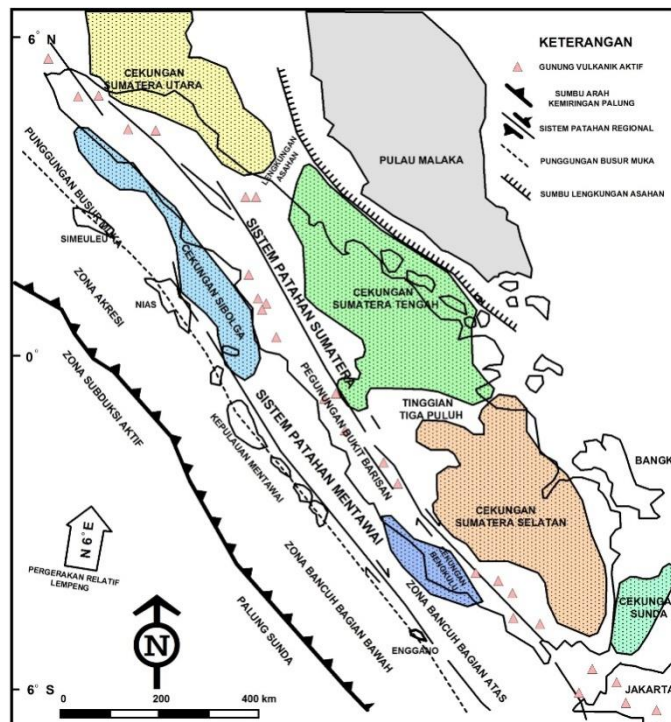 6° N
CEKUNGAN
SUMATERA UTARA
KETERANGAN
GUNUNG VULKANIK AKTIF
SUMBU ARAH
KEMIRINGAN PALUNG
SISTEM PATAHAN REGIONAL
PUNGGUNGAN BUSUR MUKA
SUMBU LENGKUNGAN ASAHAN
PULAU MALAKA
LENGKUNGAN
ASAHAN
PUNGGUNGAN BUSUR MUKA
SIMEULEU
CEKUNGAN SIBOLGA
SISTEM PATAHAN SUMATERA
CEKUNGAN
SUMATERA TENGAH
ZONA AKRESI
NIAS
0°
ZONA SUBDUKSI AKTIF
PEGUNUNGAN BUKIT BARISAN
TINGGIAN
TIGA PULUH
KEPULAUAN MENTAWAI
SISTEM PATAHAN MENTAWAI
BANGK
CEKUNGAN
SUMATERA SELATAN
N6°E
PERGERAKAN RELATIF
LEMPENG
CEKUNGAN
BENGKULU
CEKUNGA
SUNDA
N
PALUNG SUNDA
ZONA BANCUH BAGIAN BAWAH
ZONA BANCUH BAGIAN ATAS
ENGGANO
JAKARTA
6° S
0 200 400 km